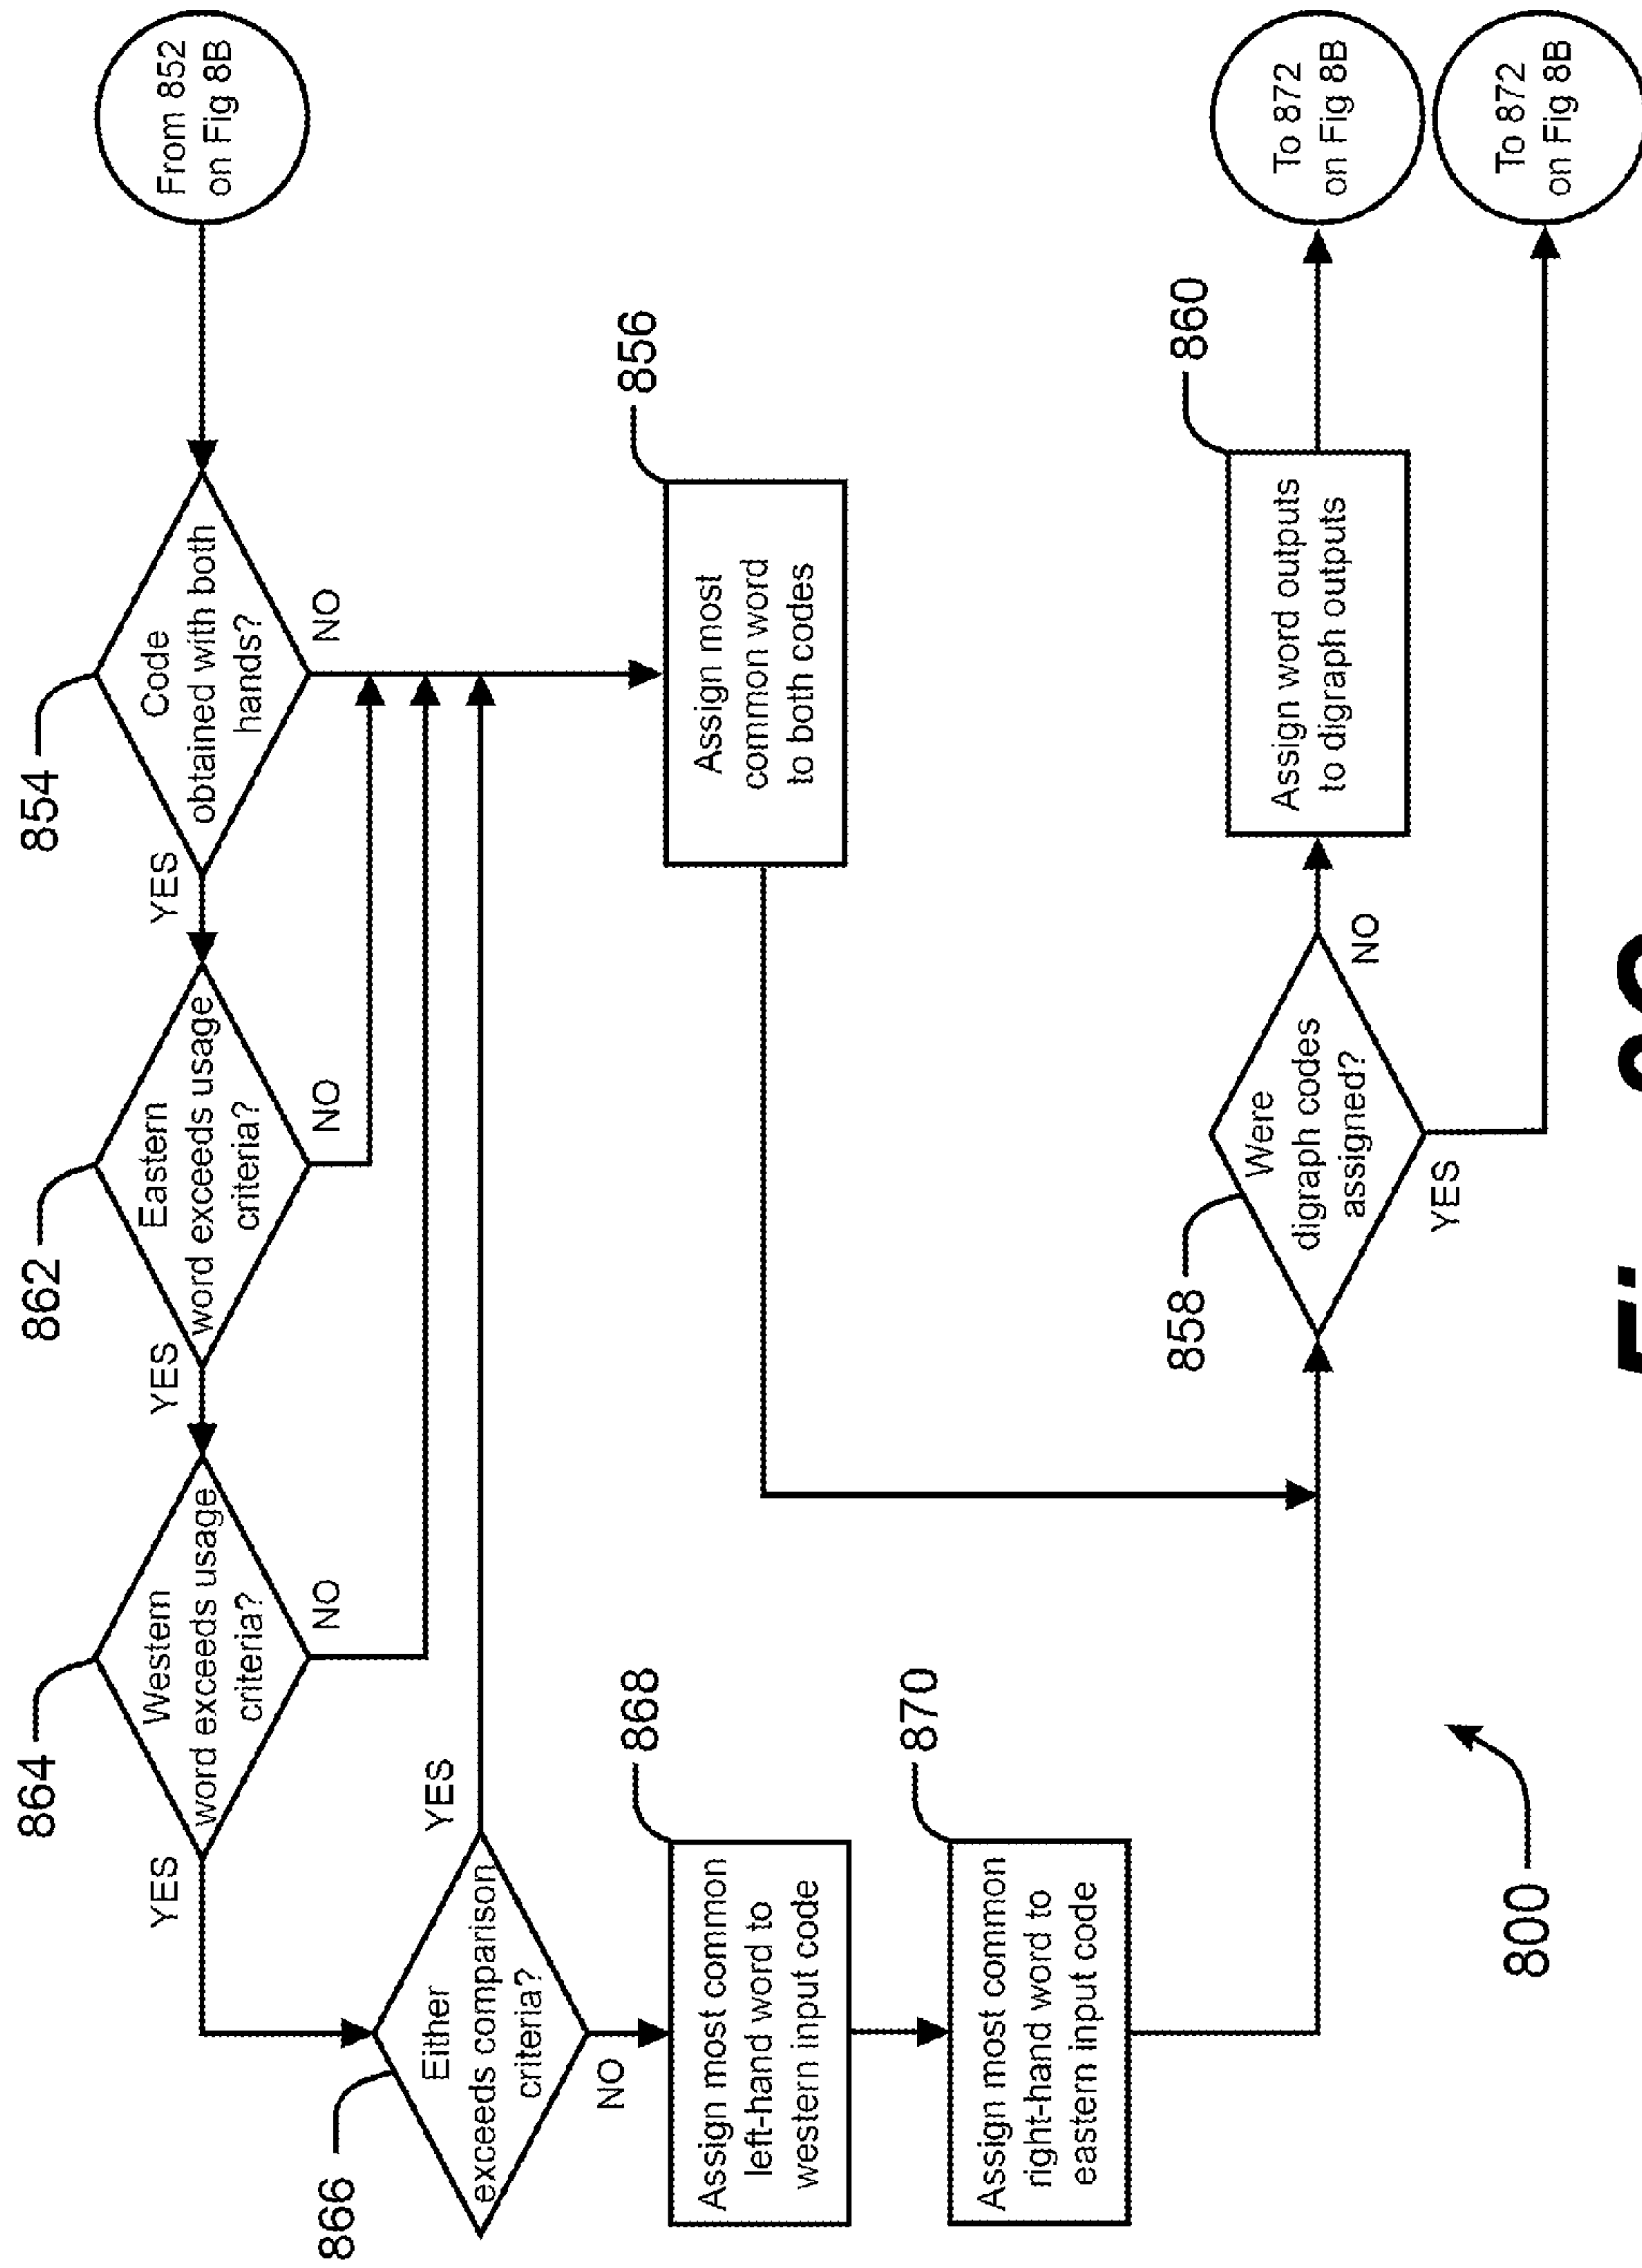 864
862
854
From 852
on Fig 8B
Code
obtained with both
hands?
YES
NO
Eastern
word exceeds usage
criteria?
YES
NO
Western
word exceeds usage
criteria?
YES
NO
866
Either
exceeds comparison
criteria?
YES
NO
868
Assign most common
left-hand word to
western input code
856
Assign most
common word
to both codes
870
Assign most common
right-hand word to
eastern input code
858
Were
digraph codes
assigned?
NO
YES
860
Assign word outputs
to digraph outputs
To 872
on Fig 8B
To 872
on Fig 8B
800